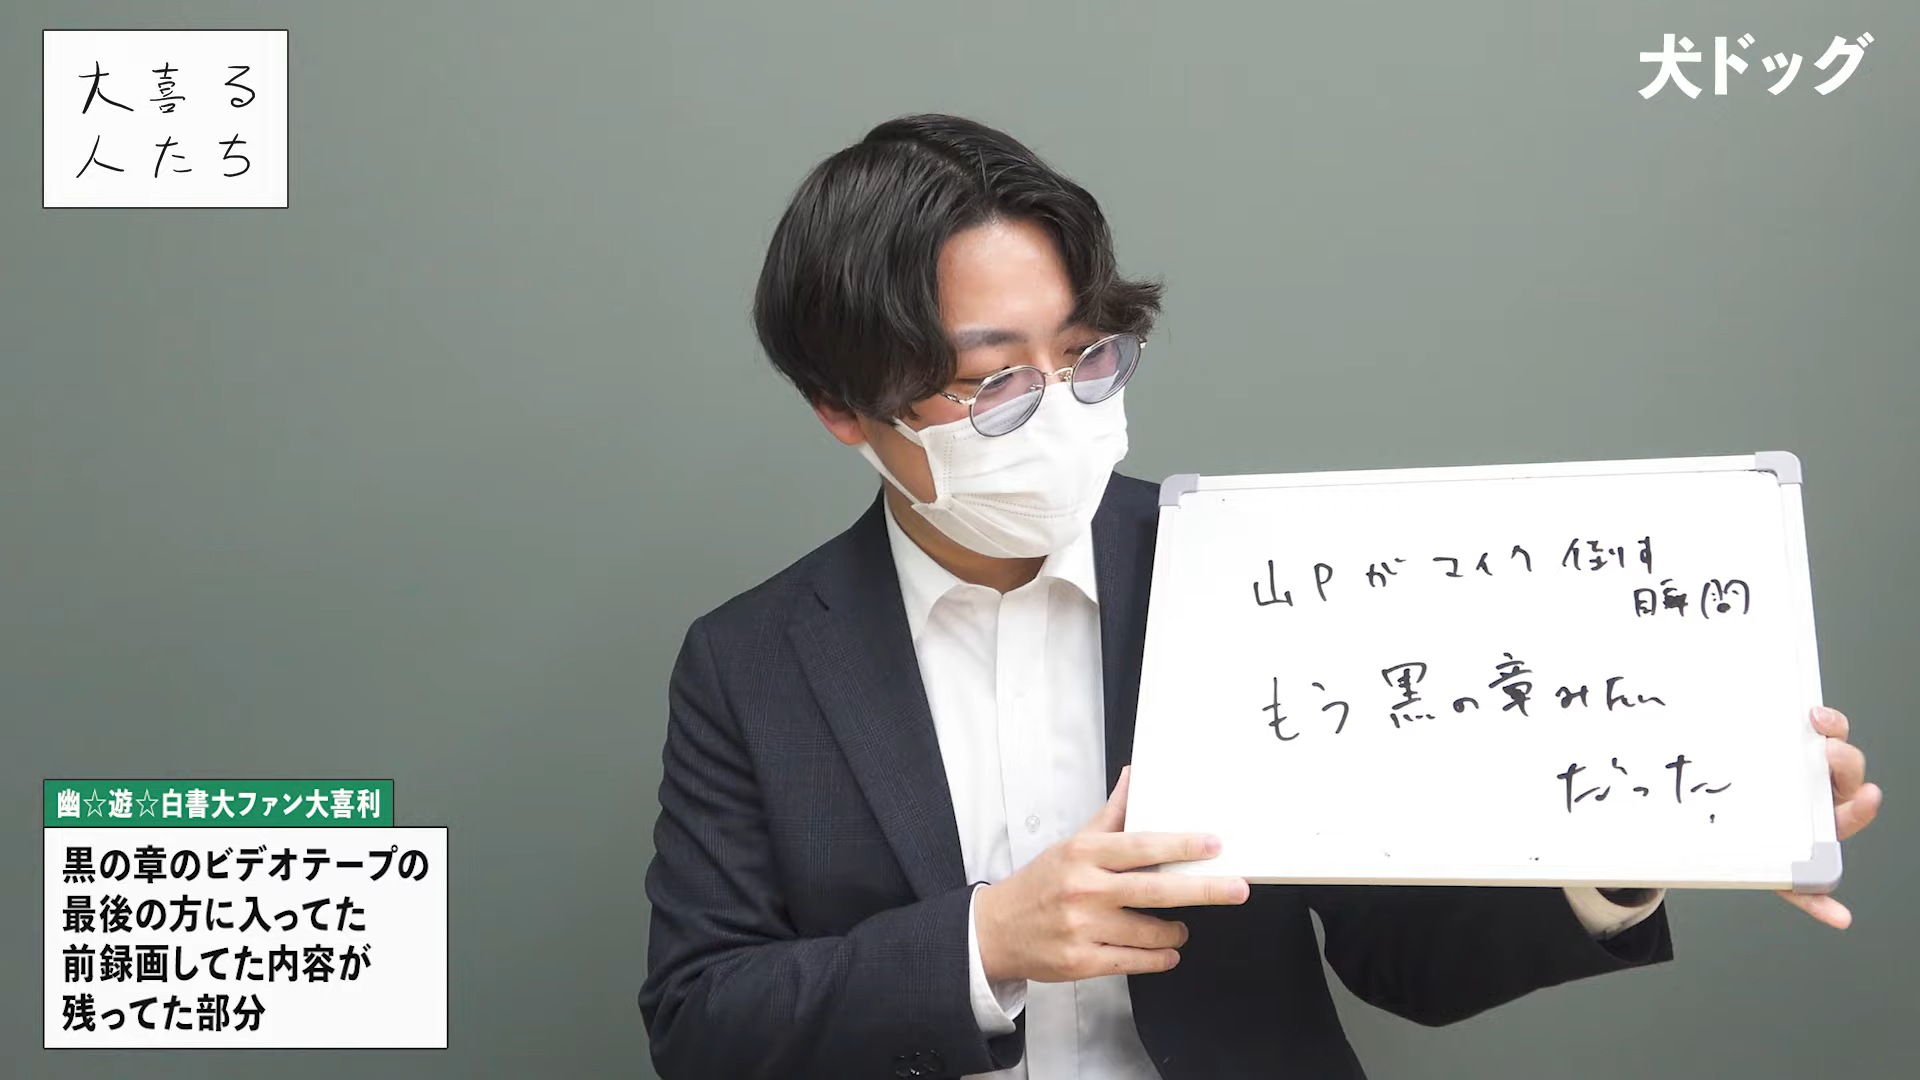 大喜る
人たち
犬ドッグ
山Pがマイク倒す
瞬間
もう黒の章みたい
だった
幽☆遊☆白書大ファン大喜利
黒の章のビデオテープの
最後の方に入ってた
前録画してた内容が
残ってた部分